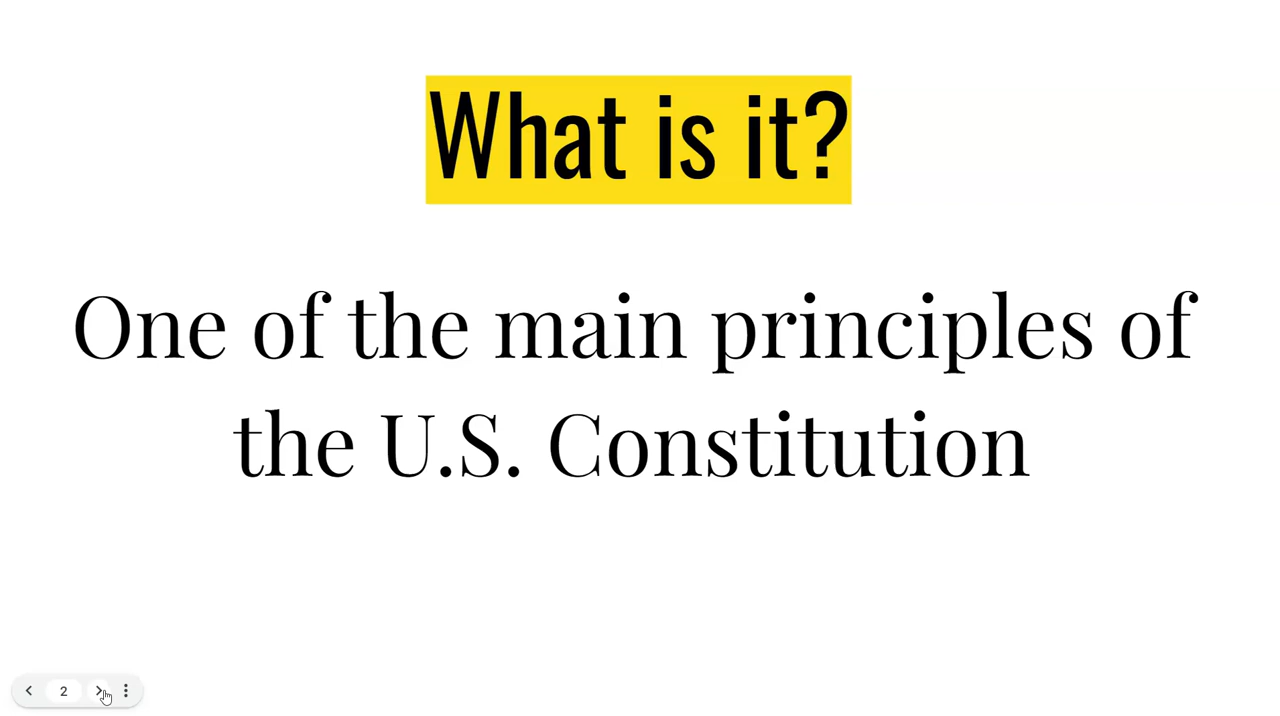 What is it?
One of the main principles of
the U.S. Constitution
2